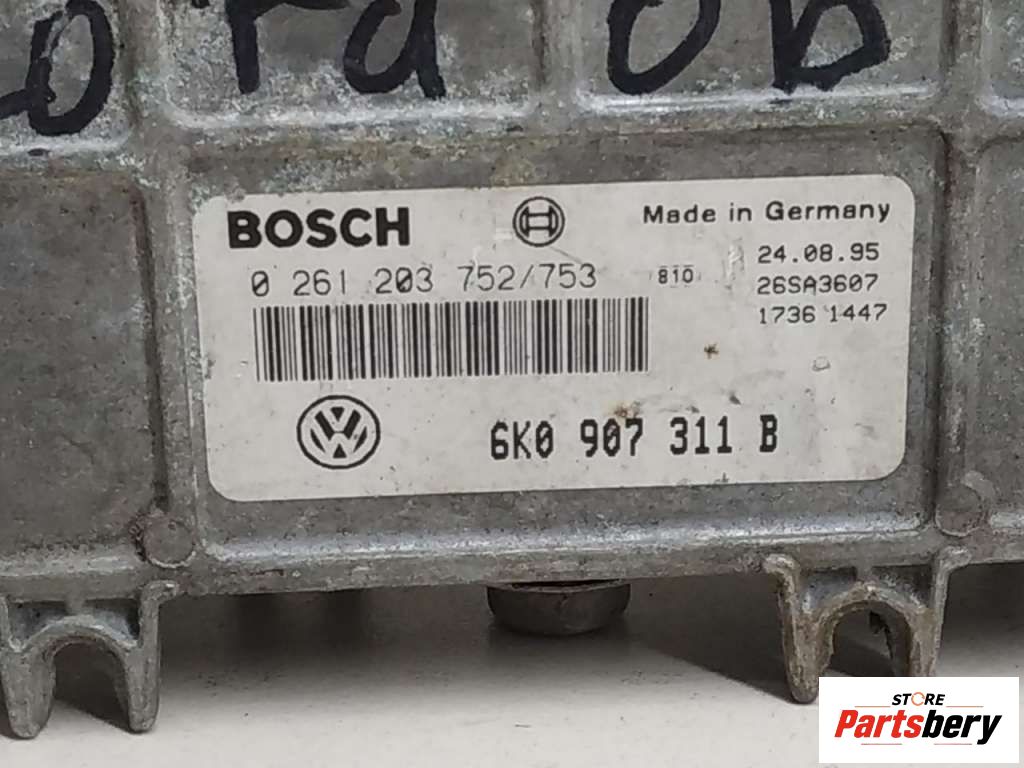 BOSCH Made in Germany
0 261 203 752/753 810 24.08.95
26SA3607
1736 1447
6K0 907 311 B
STORE
Partsbery